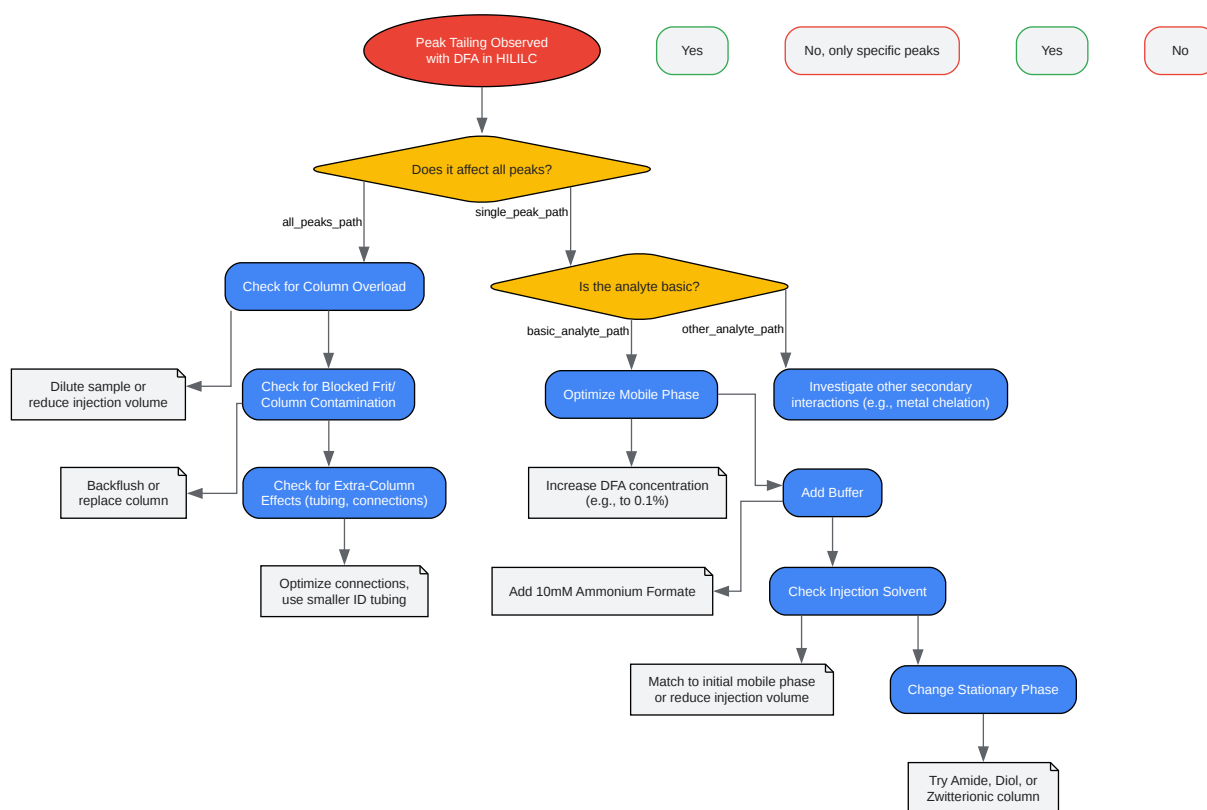 Peak Tailing Observed
with DFA in HILILC
Yes
No, only specific peaks
Yes
No
Does it affect all peaks?
all_peaks_path
single_peak_path
Check for Column Overload
Is the analyte basic?
basic_analyte_path
other_analyte_path
Dilute sample or
reduce injection volume
Check for Blocked Frit/
Column Contamination
Optimize Mobile Phase
Investigate other secondary
interactions (e.g., metal chelation)
Backflush or
replace column
Check for Extra-Column
Effects (tubing, connections)
Increase DFA concentration
(e.g., to 0.1%)
Add Buffer
Optimize connections,
use smaller ID tubing
Add 10mM Ammonium Formate
Check Injection Solvent
Match to initial mobile phase
or reduce injection volume
Change Stationary Phase
Try Amide, Diol, or
Zwitterionic column